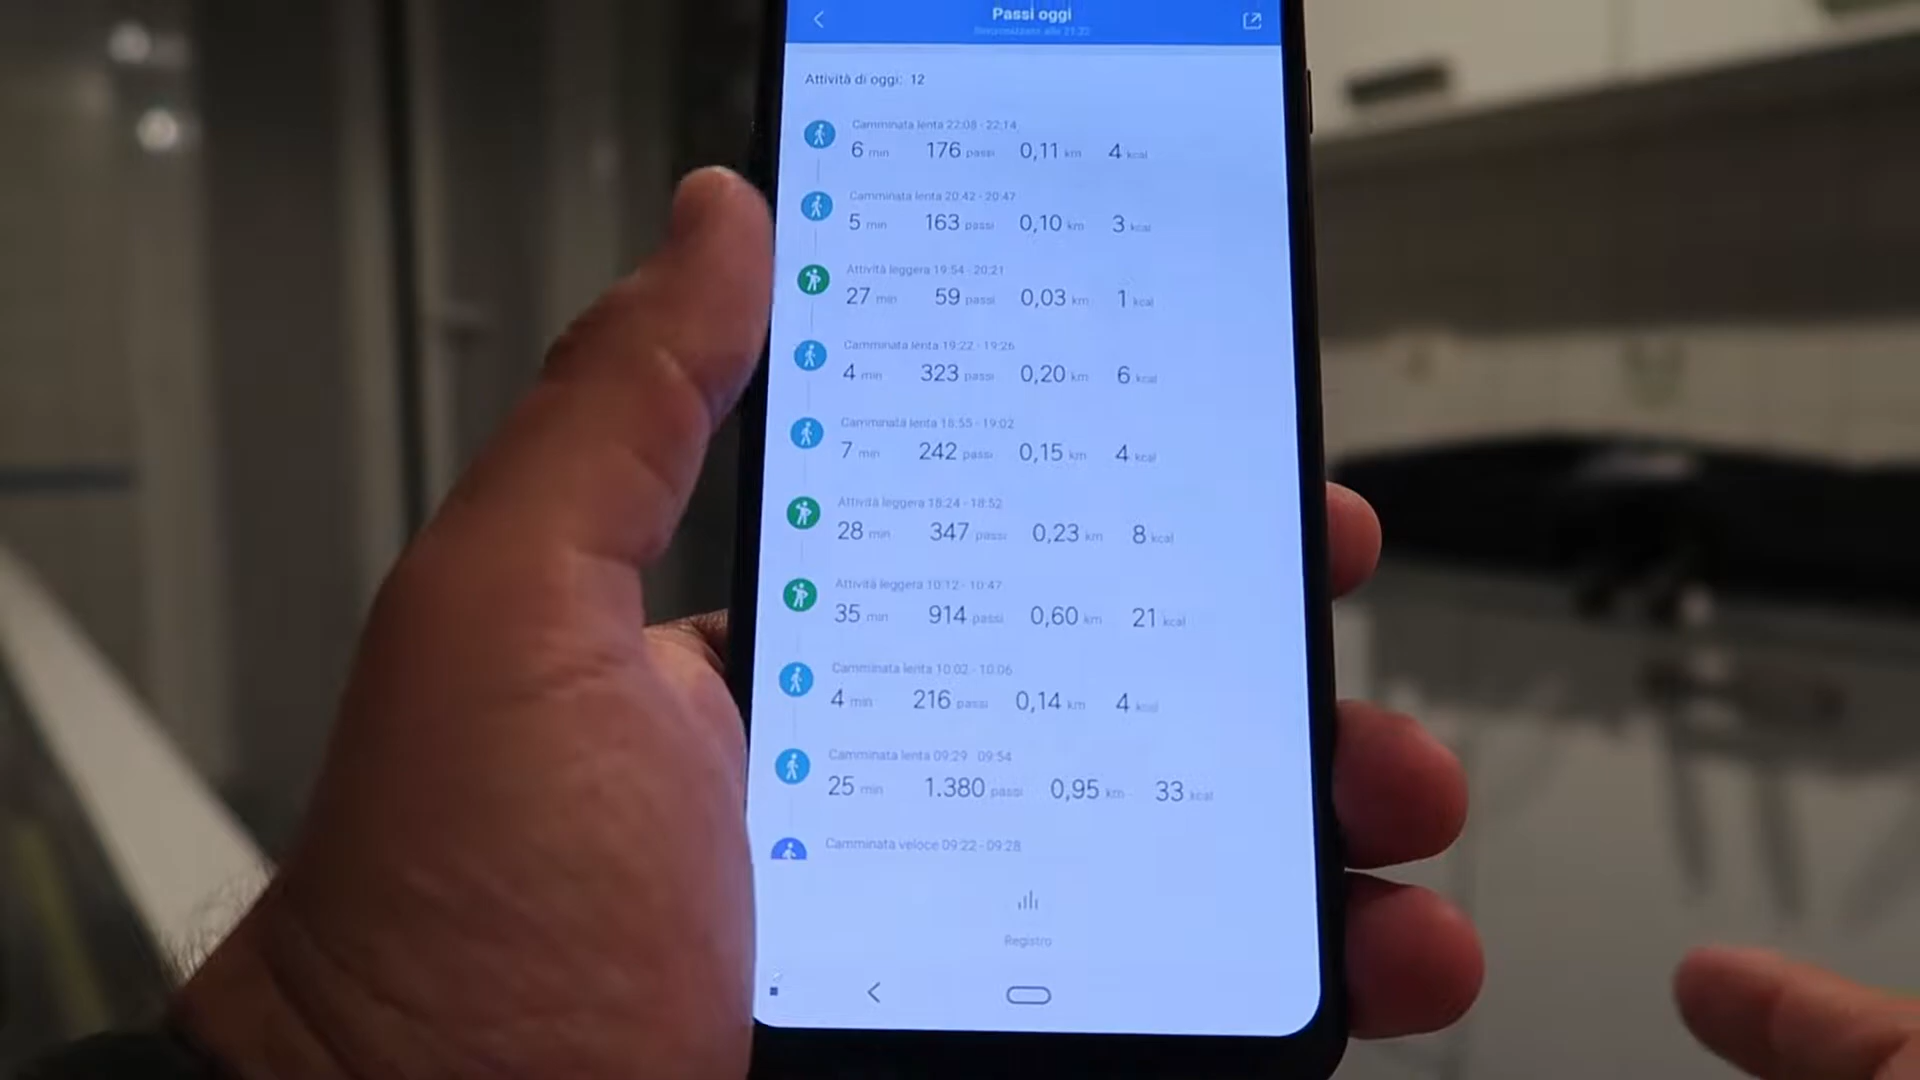 Passi oggi
Attività di oggi: 12
Camminata lenta 22:08 - 22:14
6 min 176 passi 0,11 km 4 kcal
Camminata lenta 20:42 - 20:47
5 min 163 passi 0,10 km 3 kcal
Attività leggera 19:54 - 20:21
27 min 59 passi 0,03 km 1 kcal
Camminata lenta 19:22 - 19:26
4 min 323 passi 0,20 km 6 kcal
Camminata lenta 18:55 - 19:02
7 min 242 passi 0,15 km 4 kcal
Attività leggera 18:24 - 18:52
28 min 347 passi 0,23 km 8 kcal
Attività leggera 10:12 - 10:47
35 min 914 passi 0,60 km 21 kcal
Camminata lenta 10:02 - 10:06
4 min 216 passi 0,14 km 4 kcal
Camminata lenta 09:29 - 09:54
25 min 1.380 passi 0,95 km 33 kcal
Camminata veloce 09:22 - 09:28
Registro